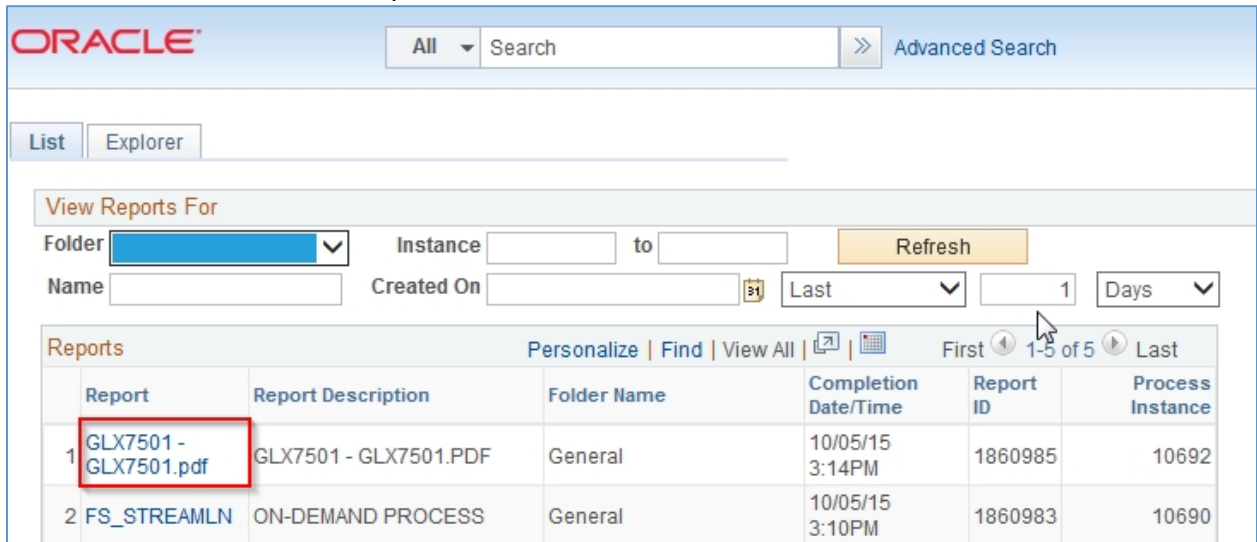 ORACLE
All Search Advanced Search
List Explorer
View Reports For
Folder Instance to Refresh
Name Created On 31 Last 1 Days
Reports Personalize | Find | View All | | First 1-5 of 5 Last
Report Report Description Folder Name Completion Date/Time Report ID Process Instance
1 GLX7501 - GLX7501.pdf GLX7501 - GLX7501.PDF General 10/05/15 3:14PM 1860985 10692
2 FS_STREAMLN ON-DEMAND PROCESS General 10/05/15 3:10PM 1860983 10690